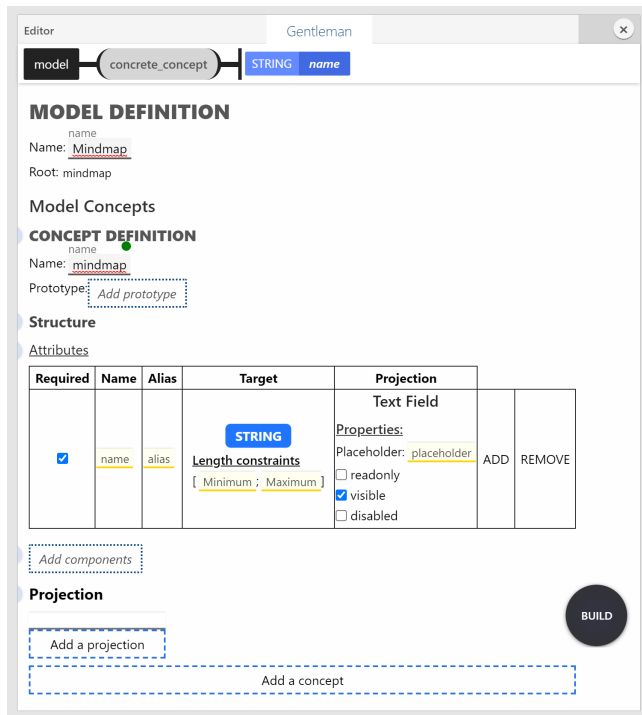 Editor
Gentleman
×
model
concrete_concept
STRING name
MODEL DEFINITION
name
Name: Mindmap
Root: mindmap
Model Concepts
CONCEPT DEFINITION
name
Name: mindmap
Prototype: Add prototype
Structure
Attributes
Required Name Alias Target Projection
name alias
STRING
Length constraints
[ Minimum ; Maximum ]
Text Field
Properties:
Placeholder: placeholder
readonly
visible
disabled
ADD REMOVE
Add components
Projection
BUILD
Add a projection
Add a concept